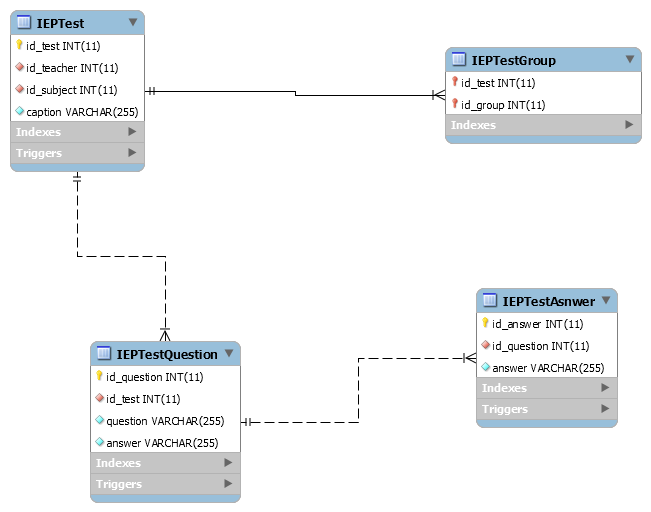 IEPTest
id_test INT(11)
id_teacher INT(11)
id_subject INT(11)
caption VARCHAR(255)
Indexes
Triggers
IEPTestGroup
id_test INT(11)
id_group INT(11)
Indexes
IEPTestQuestion
id_question INT(11)
id_test INT(11)
question VARCHAR(255)
answer VARCHAR(255)
Indexes
Triggers
IEPTestAsnwer
id_answer INT(11)
id_question INT(11)
answer VARCHAR(255)
Indexes
Triggers